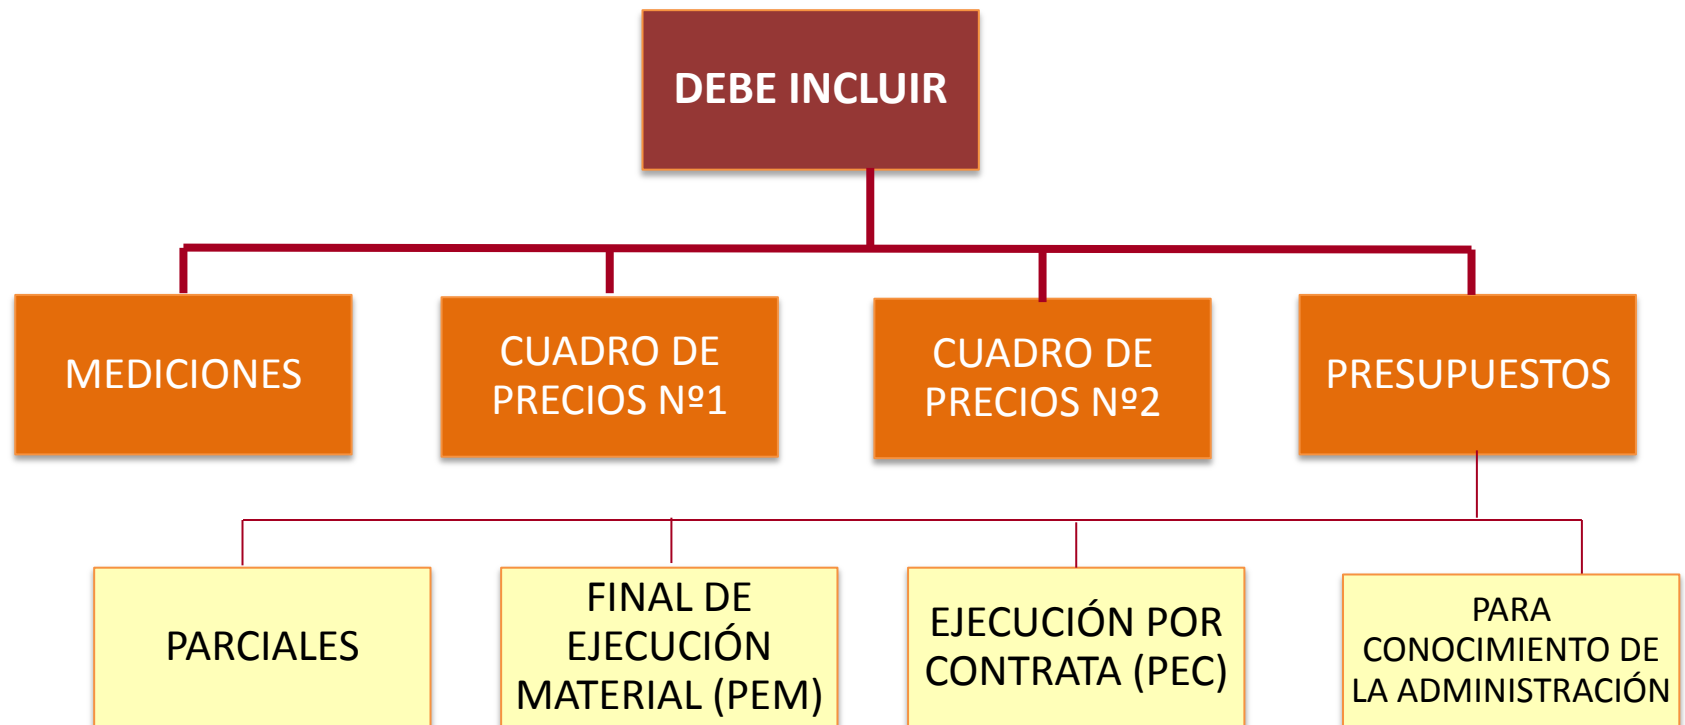 DEBE INCLUIR
MEDICIONES
CUADRO DE
PRECIOS Nº1
CUADRO DE
PRECIOS Nº2
PRESUPUESTOS
PARCIALES
FINAL DE
EJECUCIÓN
MATERIAL (PEM)
EJECUCIÓN POR
CONTRATA (PEC)
PARA
CONOCIMIENTO DE
LA ADMINISTRACIÓN